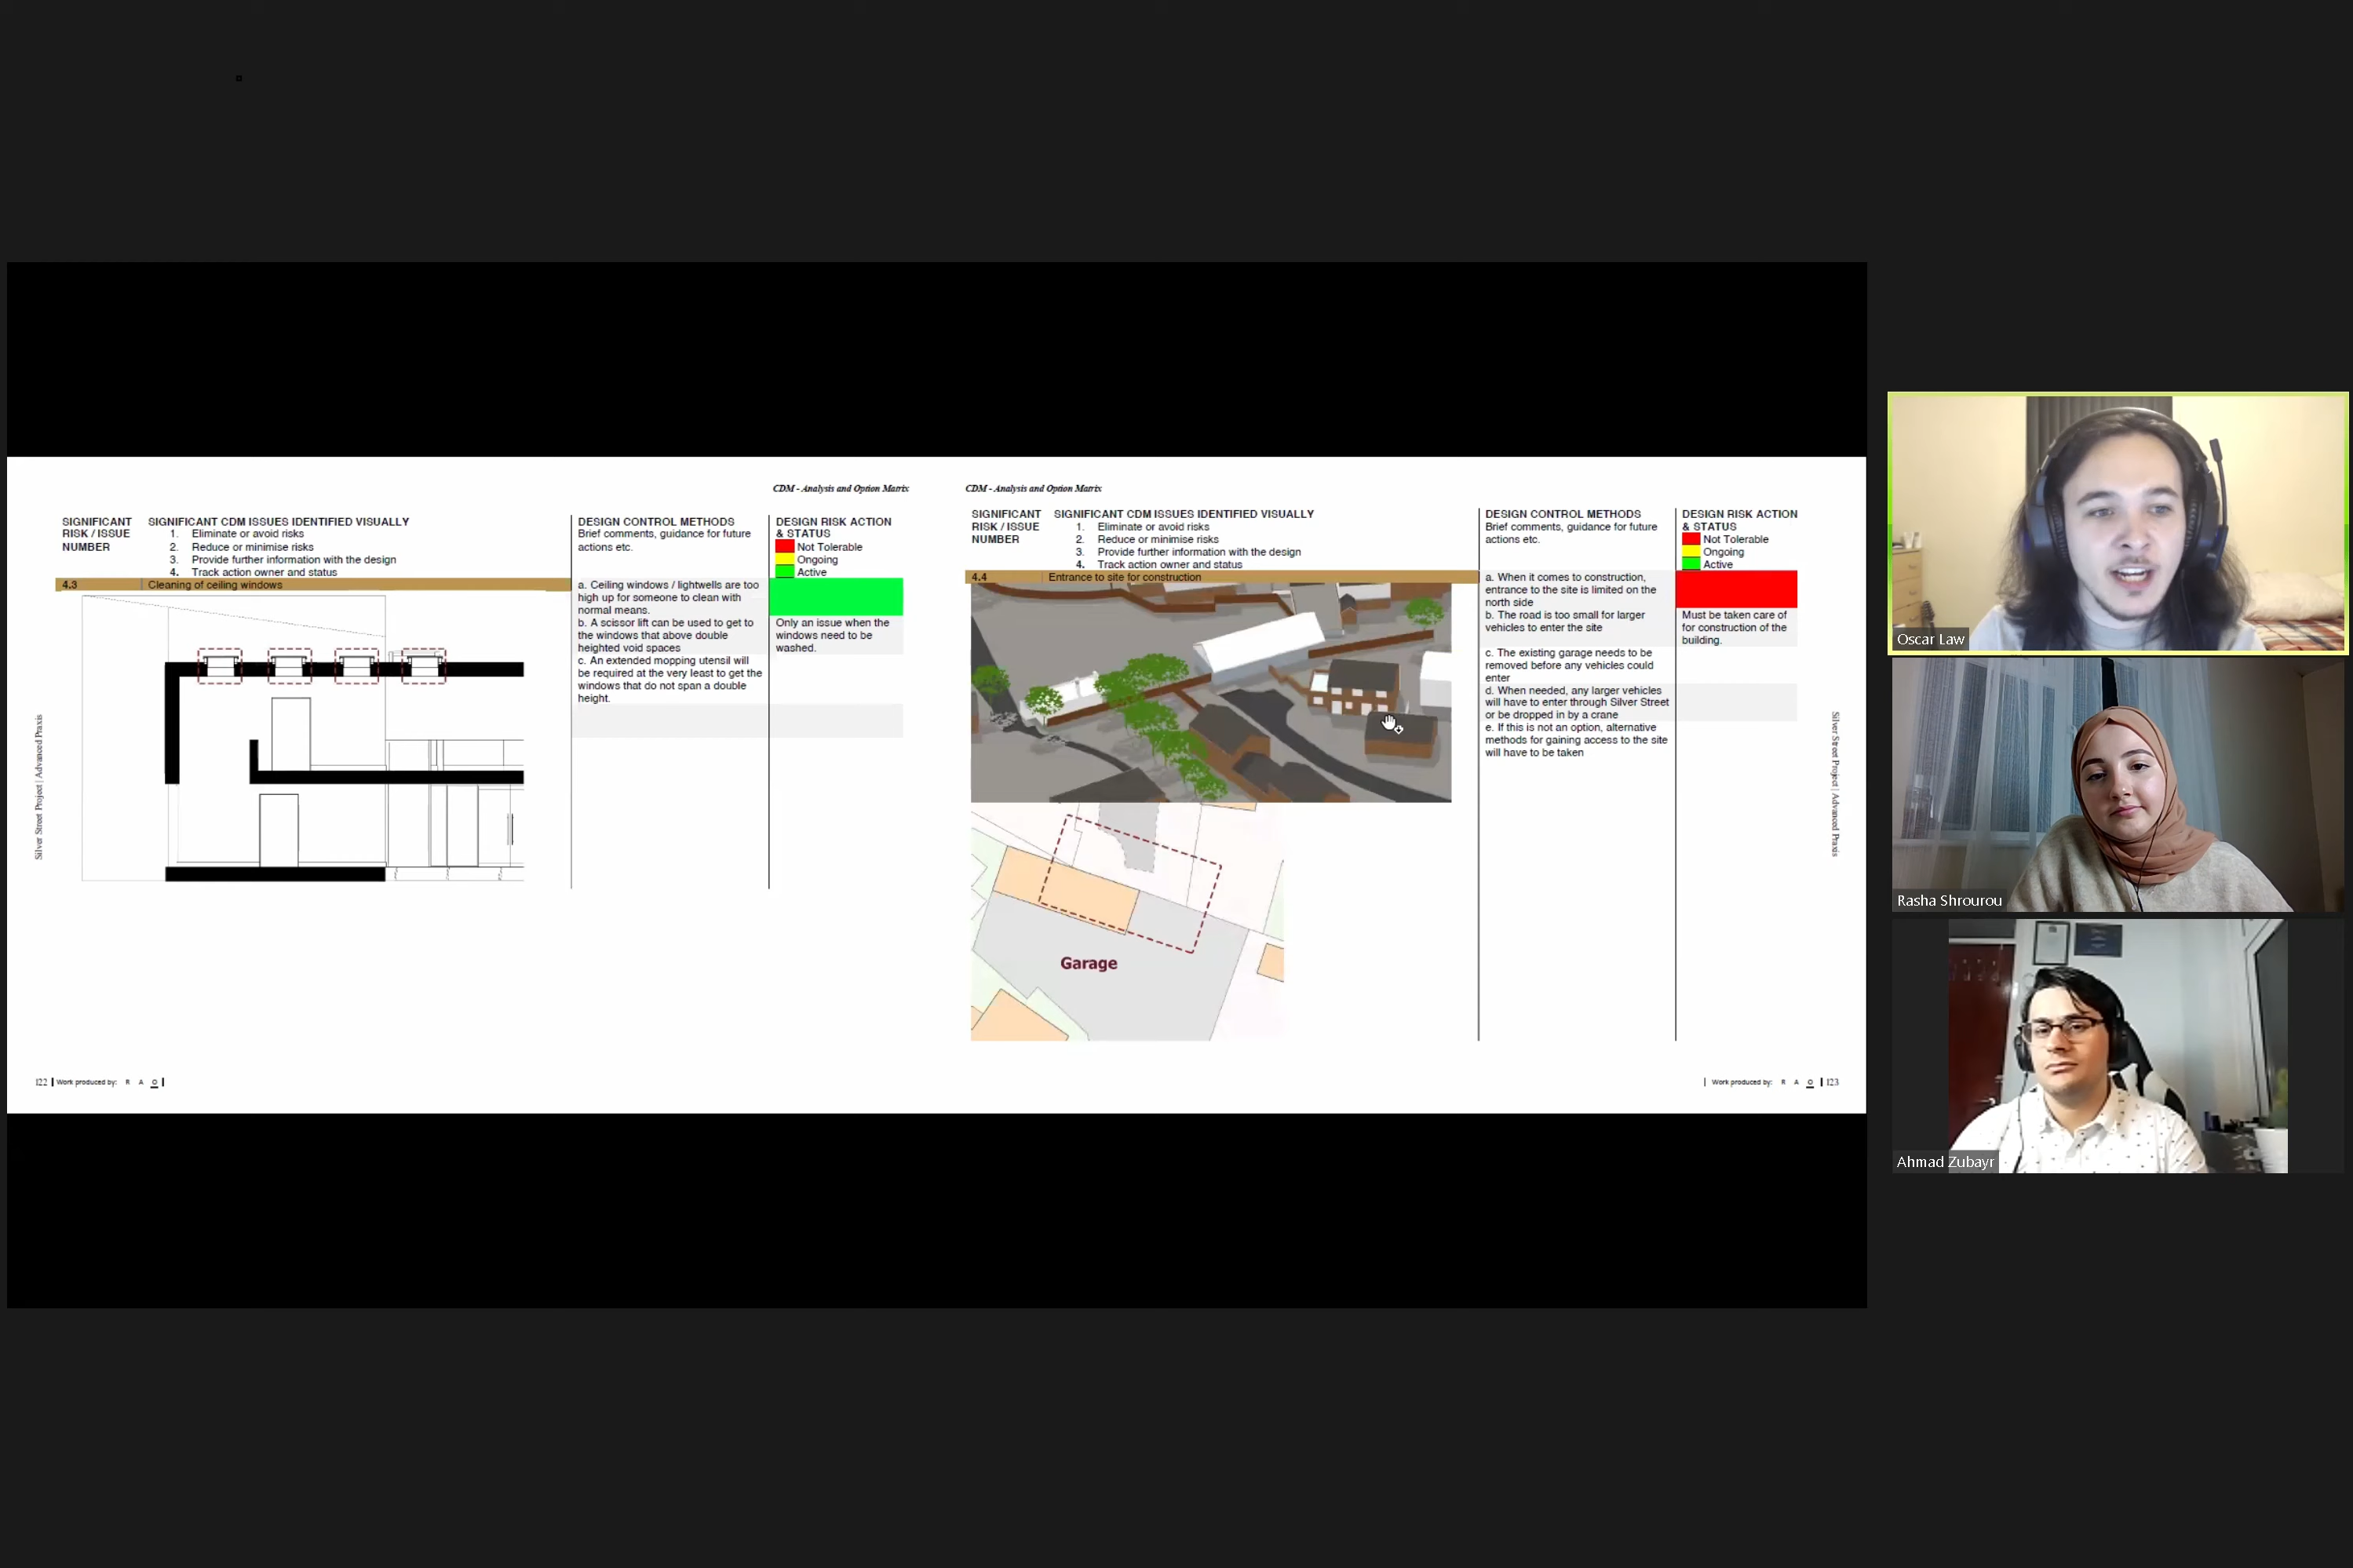 CDM - Analysis and Option Matrix
SIGNIFICANT
RISK / ISSUE
NUMBER
SIGNIFICANT CDM ISSUES IDENTIFIED VISUALLY
1. Eliminate or avoid risks
2. Reduce or minimise risks
3. Provide further information with the design
4. Track action owner and status
DESIGN CONTROL METHODS
Brief comments, guidance for future
actions etc.
DESIGN RISK ACTION
& STATUS
Not Tolerable
Ongoing
Active
4.3 Cleaning of ceiling windows
a. Ceiling windows / lightwells are too
high up for someone to clean with
normal means.
b. A scissor lift can be used to get to
the windows that above double
heighted void spaces
c. An extended mopping utensil will
be required at the very least to get the
windows that do not span a double
height.
Only an issue when the
windows need to be
washed.
Silver Street Project | Advanced Praxis
122 | Work produced by: R A O |
CDM - Analysis and Option Matrix
SIGNIFICANT
RISK / ISSUE
NUMBER
SIGNIFICANT CDM ISSUES IDENTIFIED VISUALLY
1. Eliminate or avoid risks
2. Reduce or minimise risks
3. Provide further information with the design
4. Track action owner and status
DESIGN CONTROL METHODS
Brief comments, guidance for future
actions etc.
DESIGN RISK ACTION
& STATUS
Not Tolerable
Ongoing
Active
4.4 Entrance to site for construction
a. When it comes to construction,
entrance to the site is limited on the
north side
b. The road is too small for larger
vehicles to enter the site
c. The existing garage needs to be
removed before any vehicles could
enter
d. When needed, any larger vehicles
will have to enter through Silver Street
or be dropped in by a crane
e. If this is not an option, alternative
methods for gaining access to the site
will have to be taken
Must be taken care of
for construction of the
building.
Garage
Silver Street Project | Advanced Praxis
| Work produced by: R A O | 123
Oscar Law
Rasha Shrourou
Ahmad Zubayr